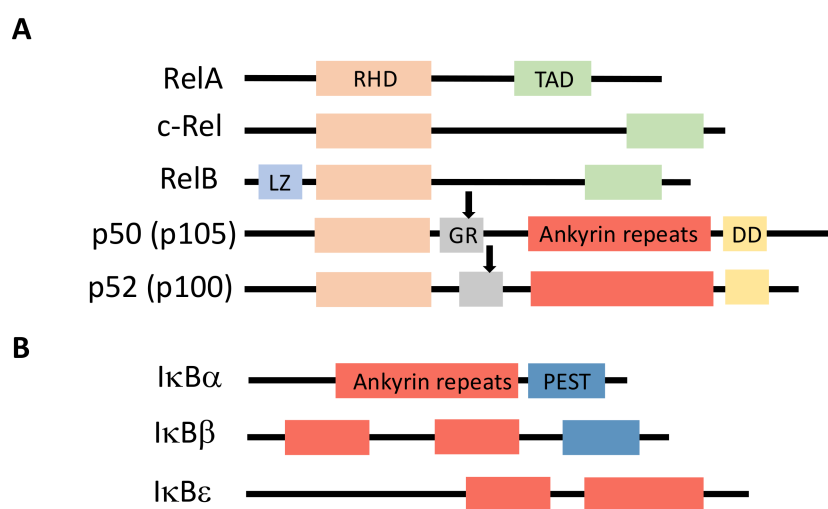 A
RelA RHD TAD
c-Rel
RelB LZ
p50 (p105) GR Ankyrin repeats DD
p52 (p100)
B
IκBα Ankyrin repeats PEST
IκBβ
IκBε